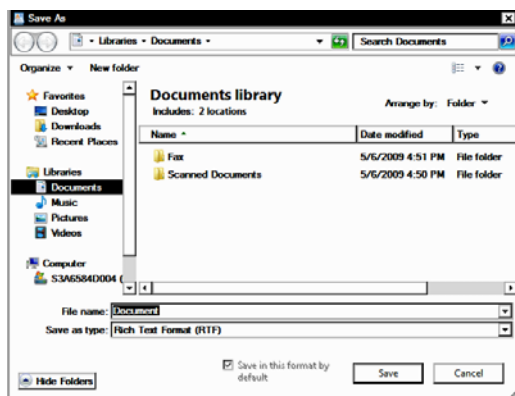 Save As
Libraries
Documents
Search Documents
Organize
New folder
Favorites
Desktop
Downloads
Recent Places
Libraries
Documents
Music
Pictures
Videos
Computer
S3A6584D004 (
Documents library
Includes: 2 locations
Arrange by: Folder
Name Date modified Type
Fax 5/6/2009 4:51 PM File folder
Scanned Documents 5/6/2009 4:50 PM File folder
File name: Document
Save as type: Rich Text Format (RTF)
Save in this format by
default
Save
Cancel
Hide Folders